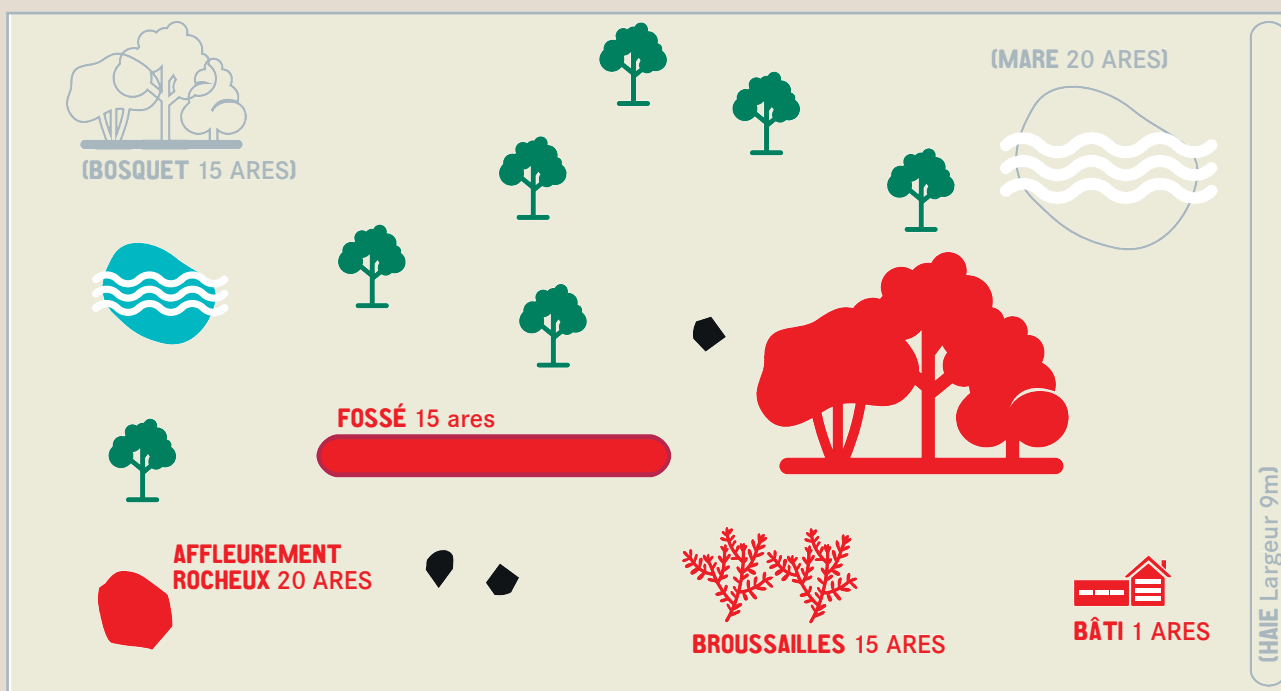 (MARE 20 ARES)
(BOSQUET 15 ARES)
FOSSÉ 15 ares
AFFLEUREMENT
ROCHEUX 20 ARES
BROUSSAILLES 15 ARES
BÂTI 1 ARES
(HAIE Largeur 9m)